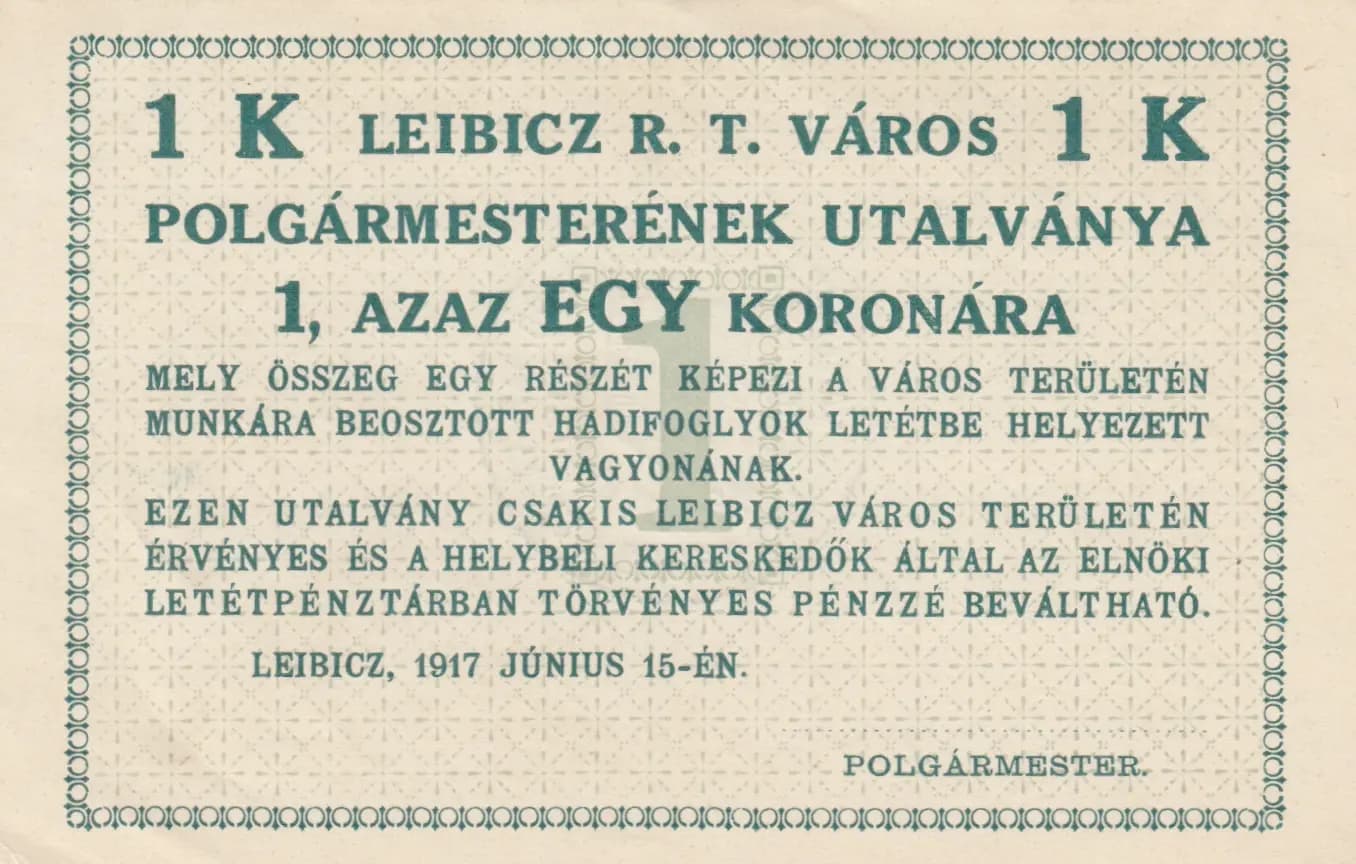 1 K LEIBICZ R. T. VÁROS 1 K
POLGÁRMESTERÉNEK UTALVÁNYA
1, AZAZ EGY KORONÁRA
MELY ÖSSZEG EGY RÉSZÉT KÉPEZI A VÁROS TERÜLETÉN
MUNKÁRA BEOSZTOTT HADIFOGLYOK LETÉTBE HELYEZETT
VAGYONÁNAK.
EZEN UTALVÁNY CSAKIS LEIBICZ VÁROS TERÜLETÉN
ÉRVÉNYES ÉS A HELYBELI KERESKEDŐK ÁLTAL AZ ELNÖKI
LETÉTPÉNZTÁRBAN TÖRVÉNYES PÉNZZÉ BEVÁLTHATÓ.
LEIBICZ, 1917 JÚNIUS 15-ÉN.
POLGÁRMESTER.
1